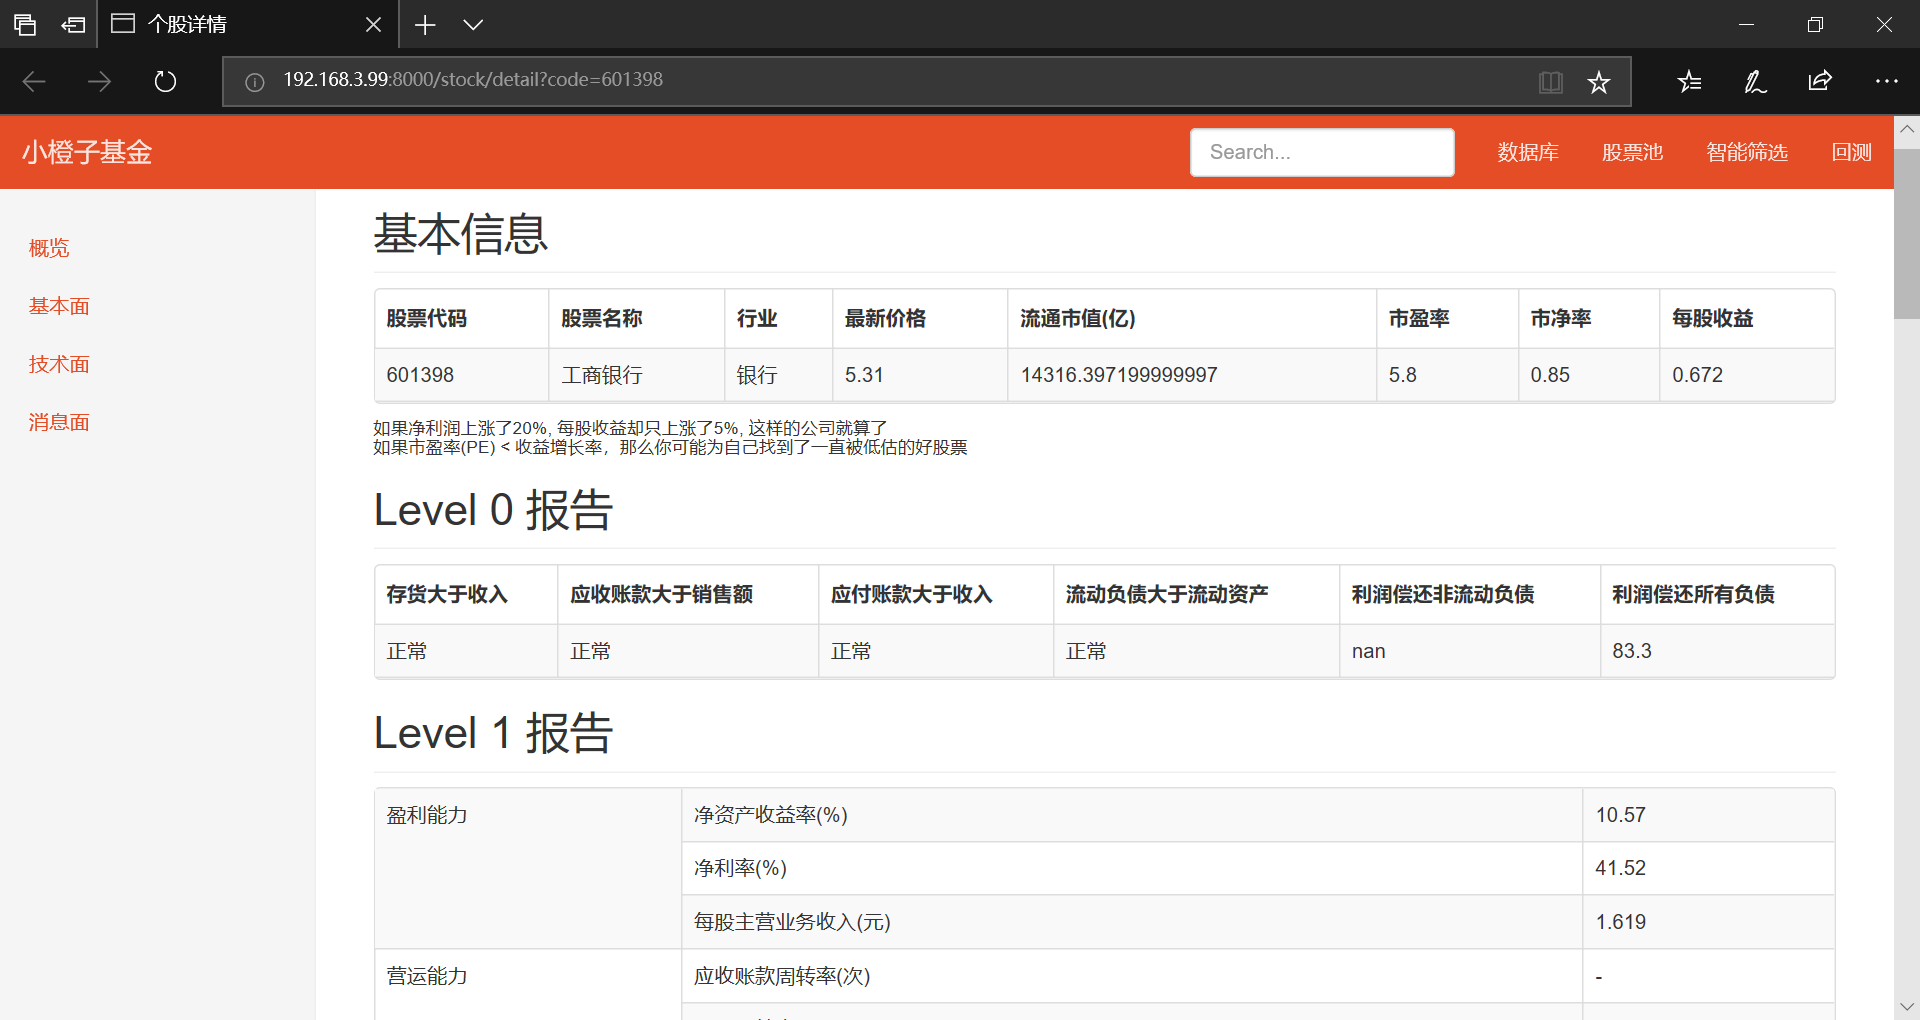 个股详情
192.168.3.99:8000/stock/detail?code=601398
小橙子基金
Search...
数据库
股票池
智能筛选
回测
概览
基本面
技术面
消息面
基本信息
股票代码 股票名称 行业 最新价格 流通市值(亿) 市盈率 市净率 每股收益
601398 工商银行 银行 5.31 14316.397199999997 5.8 0.85 0.672
如果净利润上涨了20%, 每股收益却只上涨了5%, 这样的公司就算了
如果市盈率(PE) < 收益增长率，那么你可能为自己找到了一直被低估的好股票
Level 0 报告
存货大于收入 应收账款大于销售额 应付账款大于收入 流动负债大于流动资产 利润偿还非流动负债 利润偿还所有负债
正常 正常 正常 正常 nan 83.3
Level 1 报告
盈利能力 净资产收益率(%) 10.57
净利率(%) 41.52
每股主营业务收入(元) 1.619
营运能力 应收账款周转率(次) -